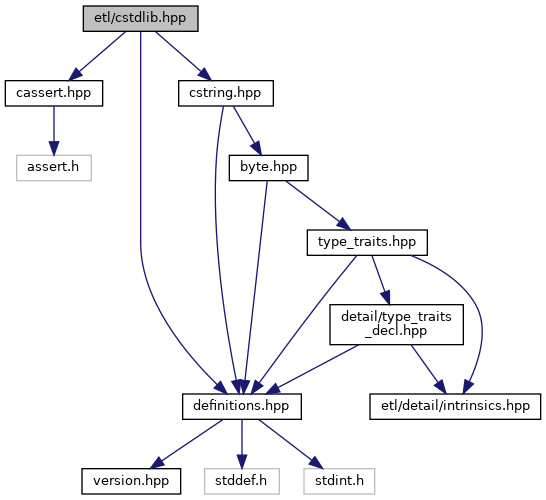 etl/cstdlib.hpp
cassert.hpp
cstring.hpp
assert.h
byte.hpp
type_traits.hpp
detail/type_traits
_decl.hpp
definitions.hpp
etl/detail/intrinsics.hpp
version.hpp
stddef.h
stdint.h